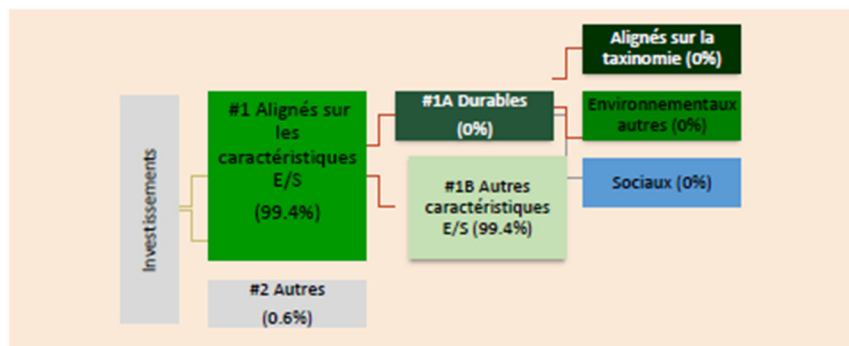 Investissements
#1 Alignés sur
les
caractéristiques
E/S
(99.4%)
#2 Autres
(0.6%)
#1A Durables
(0%)
#1B Autres
caractéristiques
E/S (99.4%)
Alignés sur la
taxinomie (0%)
Environnementaux
autres (0%)
Sociaux (0%)